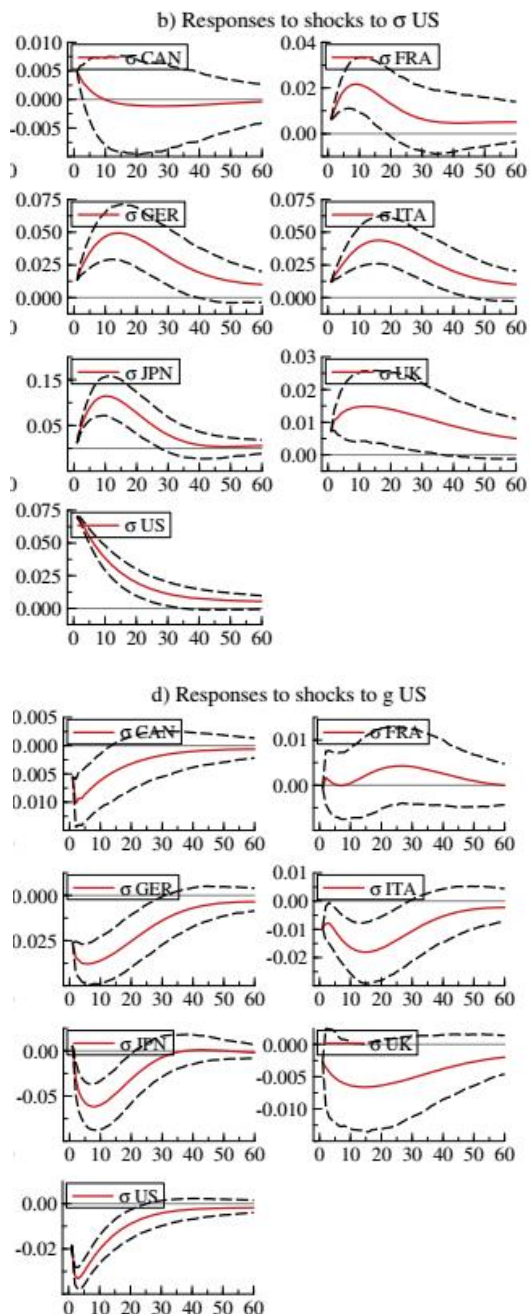 b) Responses to shocks to σ US
0.010 σ CAN 0.04 σ FRA
0.005
0.000 0.02
-0.005 0.00
0 10 20 30 40 50 60 0 10 20 30 40 50 60
0.075 σ GER 0.075 σ ITA
0.050 0.050
0.025 0.025
0.000 0.000
0 10 20 30 40 50 60 0 10 20 30 40 50 60
σ JPN 0.03 σ UK
0.15 0.02
0.05 0.01
0.00
0 10 20 30 40 50 60 0 10 20 30 40 50 60
0.075 σ US
0.050
0.025
0.000
0 10 20 30 40 50 60
d) Responses to shocks to g US
0.005 σ CAN σ FRA
0.000 0.01
0.005
0.010 0.00
0 10 20 30 40 50 60 0 10 20 30 40 50 60
0.01
0.000 σ GER 0.00 σ ITA
-0.01
0.025 -0.02
0 10 20 30 40 50 60 0 10 20 30 40 50 60
0.00 σ JPN 0.000 σ UK
-0.05 -0.005
-0.010
0 10 20 30 40 50 60 0 10 20 30 40 50 60
0.00 σ US
-0.02
0 10 20 30 40 50 60